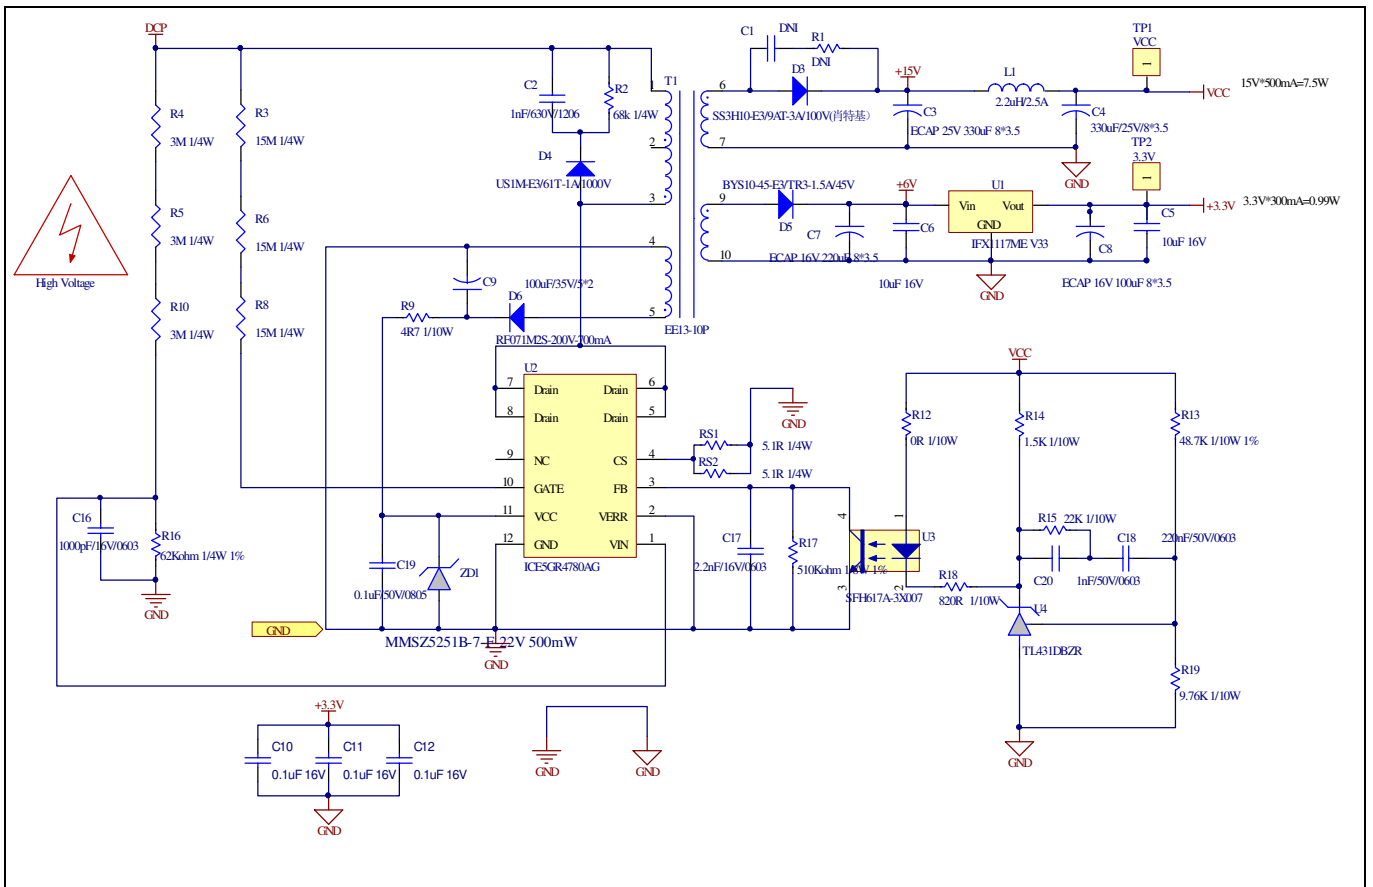 DCP
R4
3M 1/4W
R5
3M 1/4W
R10
3M 1/4W
R3
15M 1/4W
R6
15M 1/4W
R8
15M 1/4W
High Voltage
C2
1nF/630V/1206
R2
68k 1/4W
D4
US1M-E3/61T-1A/1000V
T1
1
2
3
4
5
6
7
9
10
EE13-10P
C1
DNI
R1
DNI
D3
SS3H10-E3/9AT-3A/100V(肖特基)
+15V
C3
ECAP 25V 330uF 8*3.5
L1
2.2uH/2.5A
C4
330uF/25V/8*3.5
TP1
VCC
1
VCC
15V*500mA=7.5W
GND
TP2
3.3V
1
BYS10-45-E3/TR3-1.5A/45V
D5
C7
ECAP 16V 220uF 8*3.5
+6V
C6
10uF 16V
U1
Vin
Vout
GND
IFX1117ME V33
GND
C8
ECAP 16V 100uF 8*3.5
C5
10uF 16V
+3.3V
3.3V*300mA=0.99W
C9
100uF/35V/5*2
R9
4R7 1/10W
D6
RF071M2S-200V-700mA
U2
7
Drain
8
Drain
9
NC
10
GATE
11
VCC
12
GND
Drain
6
Drain
5
CS
4
FB
3
VERR
2
VIN
1
ICE5GR4780AG
RS1
5.1R 1/4W
RS2
5.1R 1/4W
GND
C16
1000pF/16V/0603
R16
62Kohm 1/4W 1%
GND
C19
0.1uF/50V/0805
ZD1
MMSZ5251B-7-F 22V 500mW
GND
GND
C17
2.2nF/16V/0603
R17
510Kohm 1/8W 1%
4
3
1
2
U3
SFH617A-3X007
VCC
R12
0R 1/10W
R14
1.5K 1/10W
R13
48.7K 1/10W 1%
R15
22K 1/10W
C18
220nF/50V/0603
C20
1nF/50V/0603
R18
820R 1/10W
U4
TL431DBZR
R19
9.76K 1/10W
GND
+3.3V
C10
0.1uF 16V
C11
0.1uF 16V
C12
0.1uF 16V
GND
GND
GND